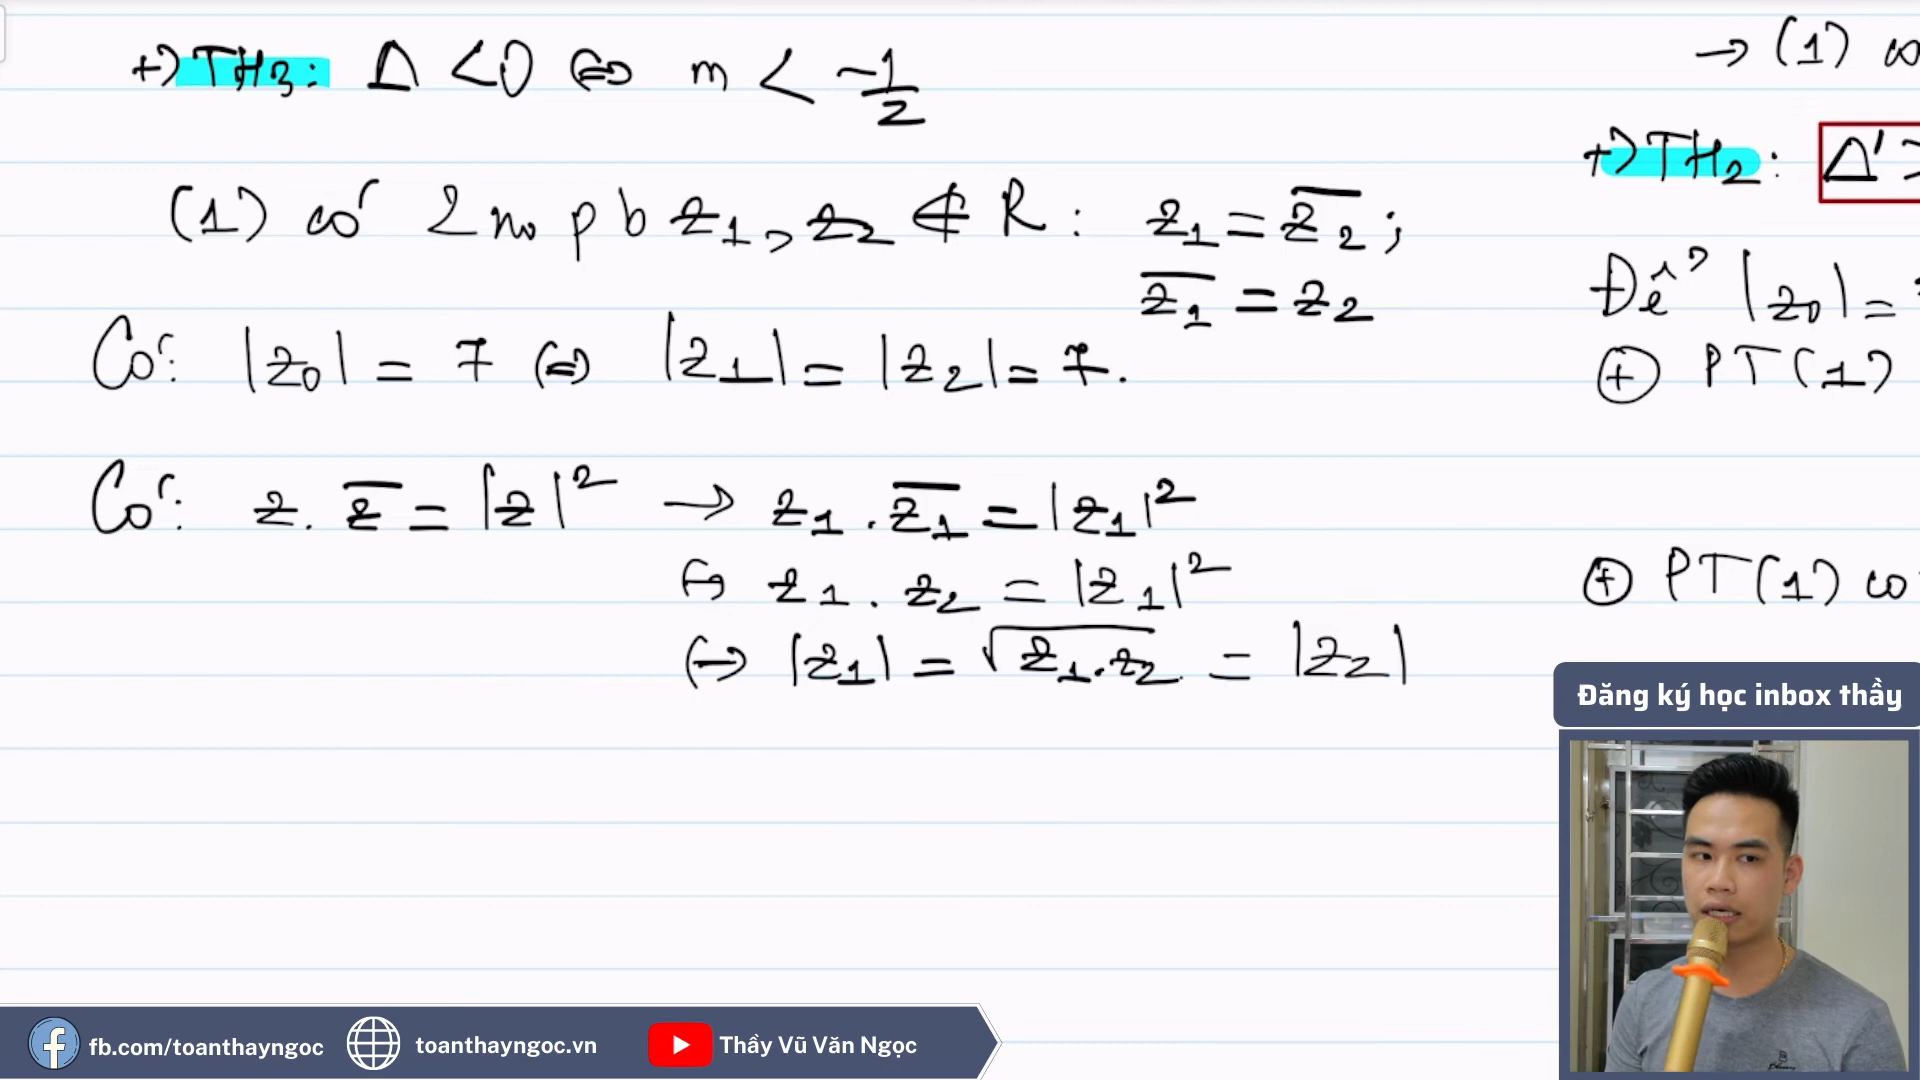 +) TH3: Δ < 0 ⇔ m < -1/2
(1) có 2 no pb z₁, z₂ ∉ R: z₁ = z̅₂;
z̅₁ = z₂
Có: |z₀| = 7 ⇔ |z₁| = |z₂| = 7.
Có: z . z̅ = |z|² → z₁ . z̅₁ = |z₁|²
↔ z₁ . z₂ = |z₁|²
↔ |z₁| = √(z₁.z₂) = |z₂|
→ (1) có
+) TH2: Δ'
Để |z₀| =
⊕ PT(1)
⊕ PT(1) có
Đăng ký học inbox thầy
fb.com/toanthayngoc
toanthayngoc.vn
Thầy Vũ Văn Ngọc